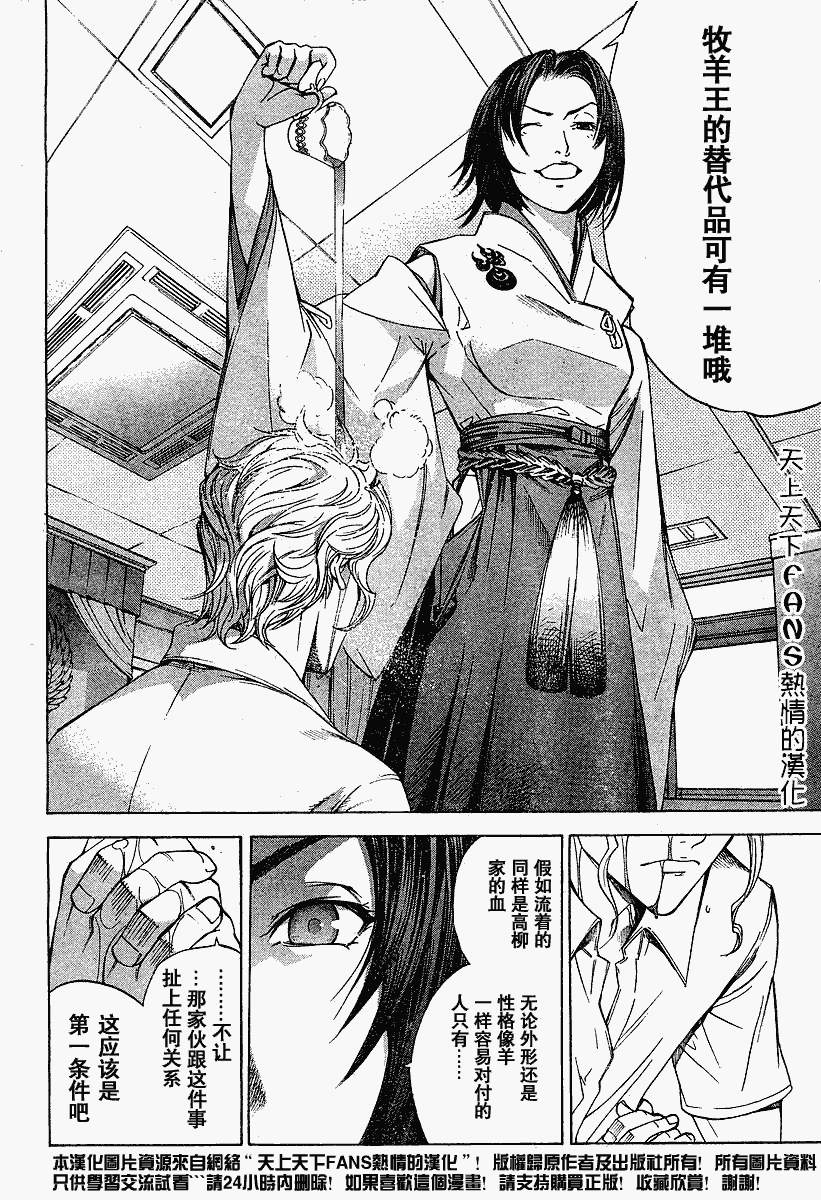 牧羊王的替代品可有一堆哦
天上天下FANS熱情的漢化
假如流着的
同样是高柳
家的血
无论外形还是
性格像羊
一样容易对付的
人只有……
………不让
…那家伙跟这件事
扯上任何关系
这应该是
第一条件吧
本漢化圖片資源來自網絡“天上天下FANS熱情的漢化”！ 版權歸原作者及出版社所有！ 所有圖片資料
只供學習交流試看```請24小時內刪除！ 如果喜歡這個漫畫！ 請支持購買正版！ 收藏欣賞！ 謝謝！